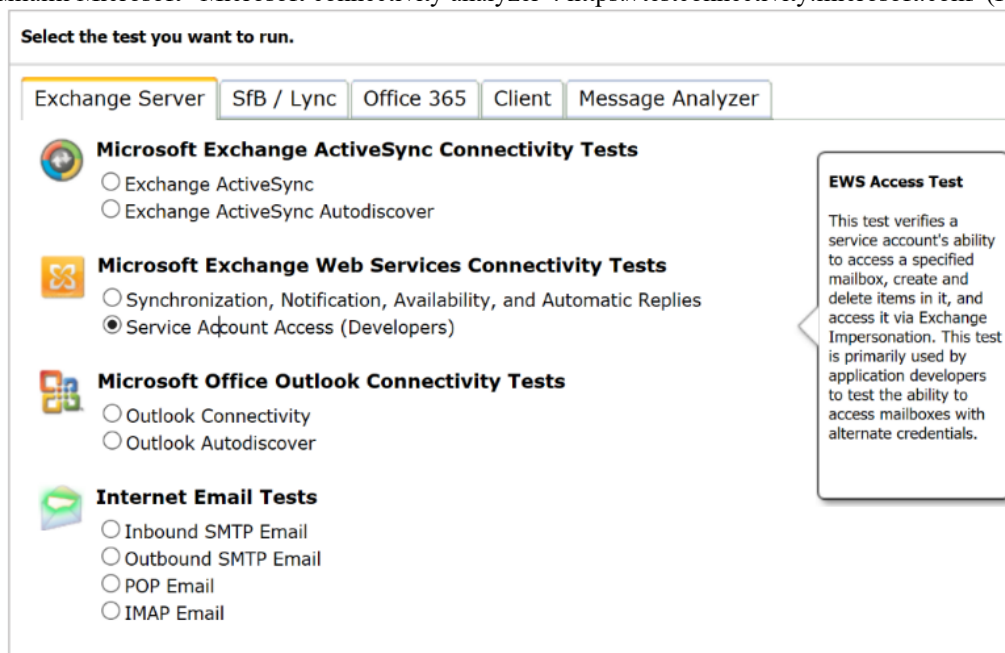 Select the test you want to run.
Exchange Server SfB / Lync Office 365 Client Message Analyzer
Microsoft Exchange ActiveSync Connectivity Tests
Exchange ActiveSync
Exchange ActiveSync Autodiscover
Microsoft Exchange Web Services Connectivity Tests
Synchronization, Notification, Availability, and Automatic Replies
Service Account Access (Developers)
Microsoft Office Outlook Connectivity Tests
Outlook Connectivity
Outlook Autodiscover
Internet Email Tests
Inbound SMTP Email
Outbound SMTP Email
POP Email
IMAP Email
EWS Access Test
This test verifies a
service account's ability
to access a specified
mailbox, create and
delete items in it, and
access it via Exchange
Impersonation. This test
is primarily used by
application developers
to test the ability to
access mailboxes with
alternate credentials.